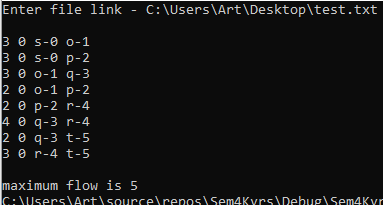 Enter file link - C:\Users\Art\Desktop\test.txt
3 0 s-0 o-1
3 0 s-0 p-2
3 0 o-1 q-3
2 0 o-1 p-2
2 0 p-2 r-4
4 0 q-3 r-4
2 0 q-3 t-5
3 0 r-4 t-5
maximum flow is 5
C:\Users\Art\source\repos\Sem4Kyrs\Debug\Sem4Kyr